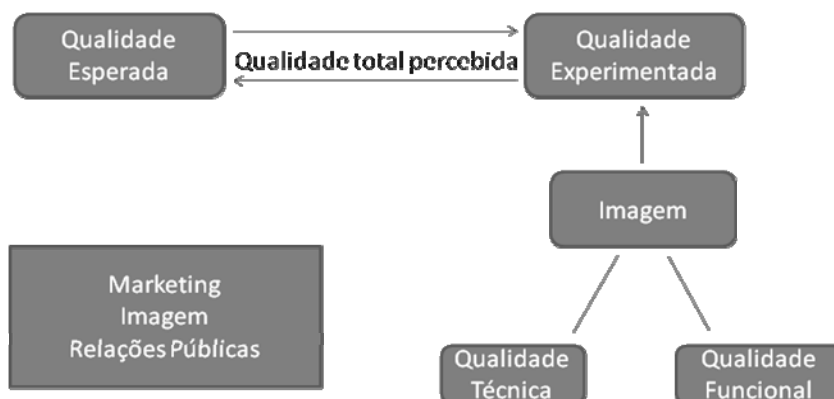 Qualidade
Esperada
Qualidade total percebida
Qualidade
Experimentada
Imagem
Marketing
Imagem
Relações Públicas
Qualidade
Técnica
Qualidade
Funcional